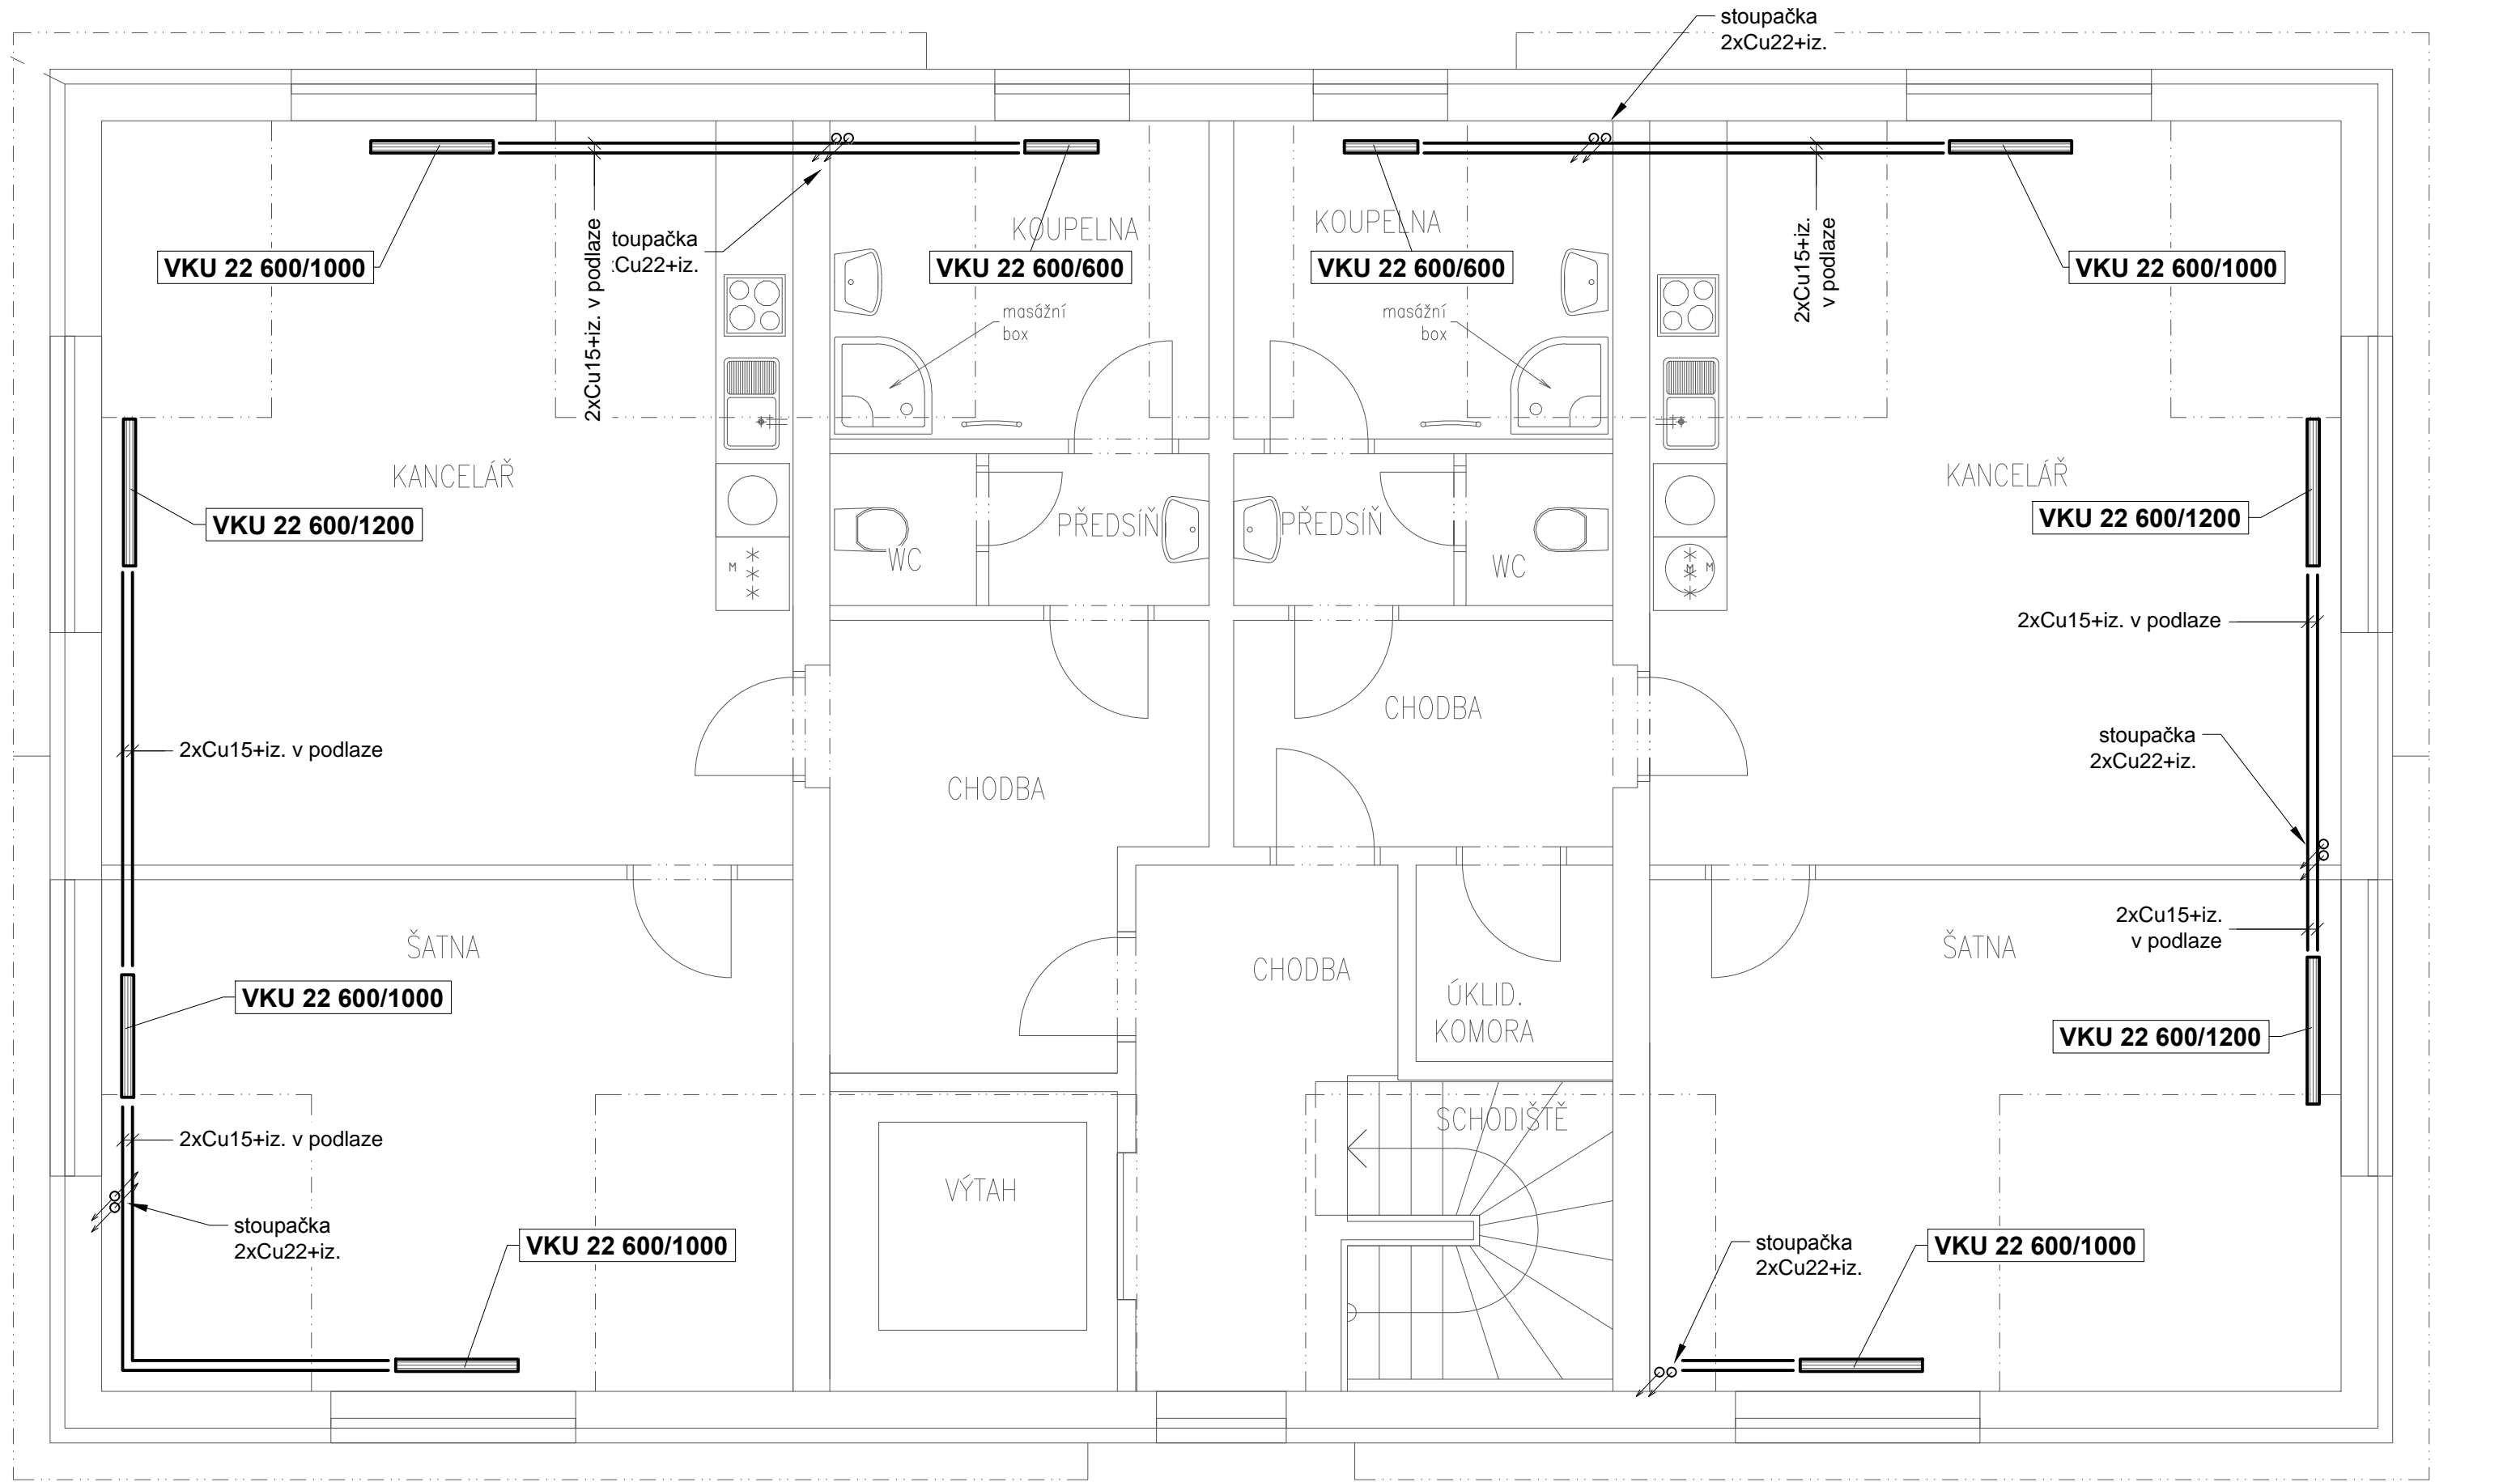 stoupačka
2xCu22+iz.
KOUPELNA
KOUPELNA
2xCu15+iz. v podlaze
toupačka
Cu22+iz.
2xCu15+iz.
v podlaze
VKU 22 600/1000
VKU 22 600/600
VKU 22 600/600
VKU 22 600/1000
masážní
box
masážní
box
KANCELÁŘ
KANCELÁŘ
VKU 22 600/1200
VKU 22 600/1200
PŘEDSÍŇ
PŘEDSÍŇ
WC
WC
M
M
M
2xCu15+iz. v podlaze
CHODBA
2xCu15+iz. v podlaze
stoupačka
2xCu22+iz.
CHODBA
2xCu15+iz.
v podlaze
ŠATNA
ŠATNA
CHODBA
VKU 22 600/1000
ÚKLID.
KOMORA
VKU 22 600/1200
SCHODIŠTĚ
2xCu15+iz. v podlaze
VÝTAH
stoupačka
2xCu22+iz.
VKU 22 600/1000
stoupačka
2xCu22+iz.
VKU 22 600/1000